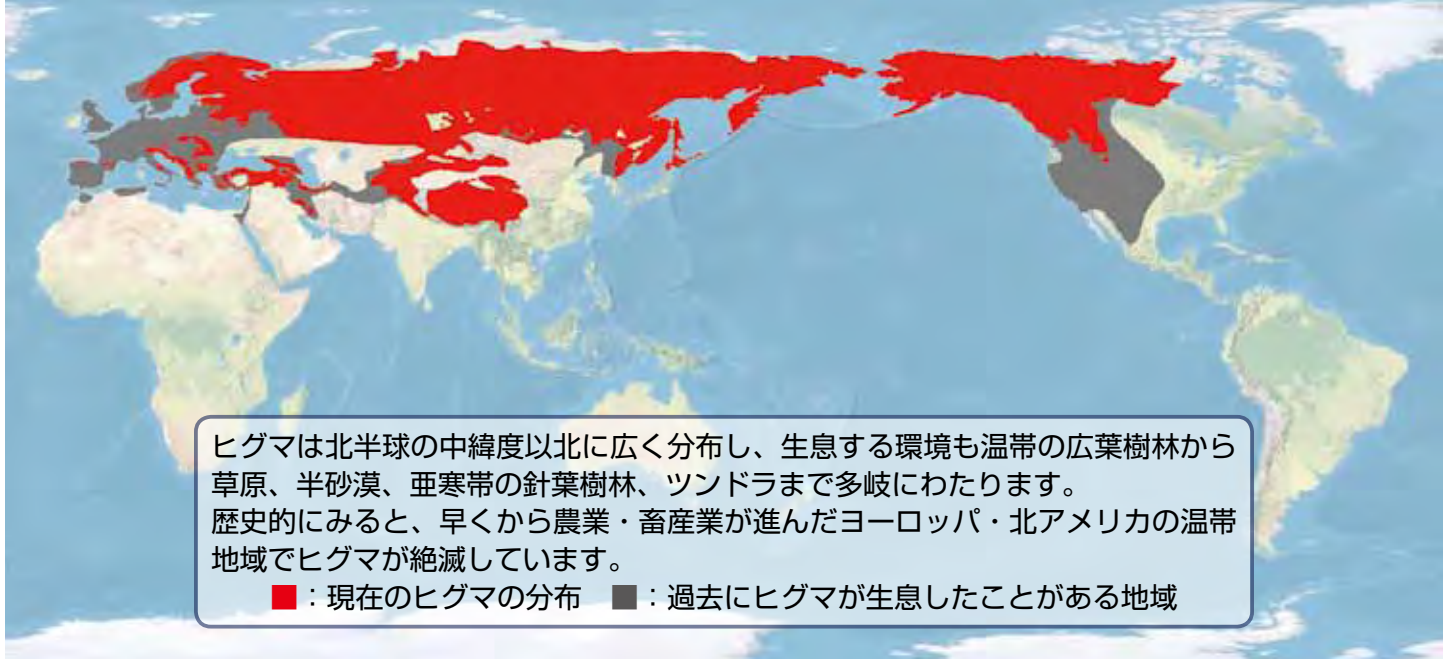 ヒグマは北半球の中緯度以北に広く分布し、生息する環境も温帯の広葉樹林から
草原、半砂漠、亜寒帯の針葉樹林、ツンドラまで多岐にわたります。
歴史的にみると、早くから農業・畜産業が進んだヨーロッパ・北アメリカの温帯
地域でヒグマが絶滅しています。
■：現在のヒグマの分布　■：過去にヒグマが生息したことがある地域